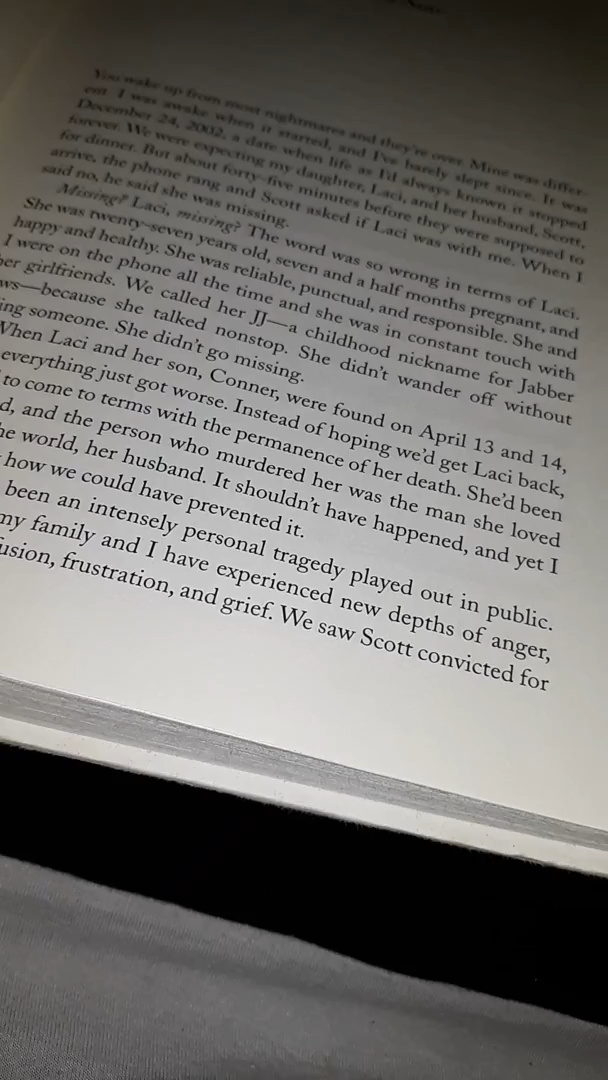 You wake up from most nightmares and they're over. Mine was differ-
ent. I was awake when it started, and I've barely slept since. It was
December 24, 2002, a date when life as I'd always known it stopped
forever. We were expecting my daughter, Laci, and her husband, Scott,
for dinner. But about forty-five minutes before they were supposed to
arrive, the phone rang and Scott asked if Laci was with me. When I
said no, he said she was missing.
Missing? Laci, missing? The word was so wrong in terms of Laci.
She was twenty-seven years old, seven and a half months pregnant, and
happy and healthy. She was reliable, punctual, and responsible. She and
I were on the phone all the time and she was in constant touch with
her girlfriends. We called her JJ—a childhood nickname for Jabber
ws—because she talked nonstop. She didn't wander off without
ing someone. She didn't go missing.
When Laci and her son, Conner, were found on April 13 and 14,
everything just got worse. Instead of hoping we'd get Laci back,
to come to terms with the permanence of her death. She'd been
d, and the person who murdered her was the man she loved
he world, her husband. It shouldn't have happened, and yet I
how we could have prevented it.
been an intensely personal tragedy played out in public.
my family and I have experienced new depths of anger,
usion, frustration, and grief. We saw Scott convicted for